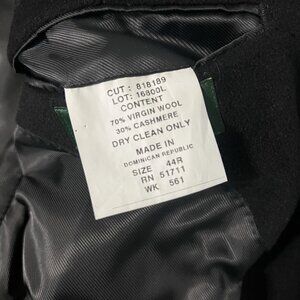 CUT: 818189
LOT: 16800L
CONTENT
70% VIRGIN WOOL
30% CASHMERE
DRY CLEAN ONLY
MADE IN
DOMINICAN REPUBLIC
SIZE 44R
RN 51711
WK 561